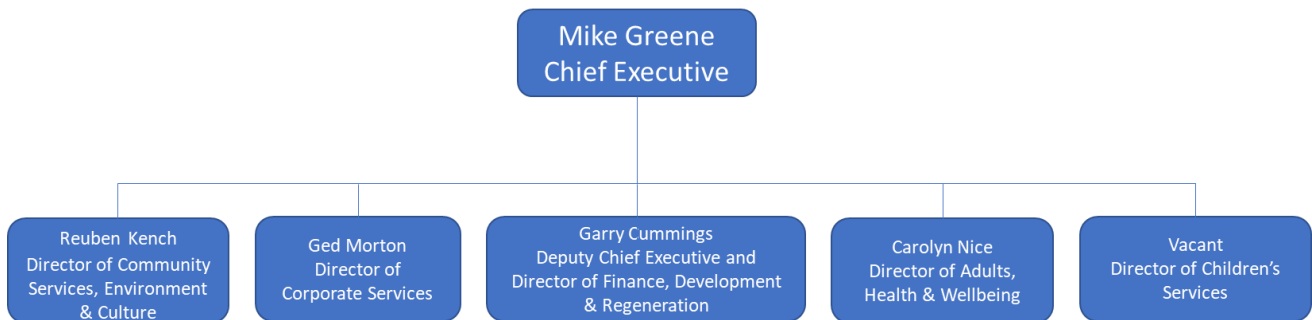 Mike Greene
Chief Executive
Reuben Kench
Director of Community
Services, Environment
& Culture
Ged Morton
Director of
Corporate Services
Garry Cummings
Deputy Chief Executive and
Director of Finance, Development
& Regeneration
Carolyn Nice
Director of Adults,
Health & Wellbeing
Vacant
Director of Children's
Services